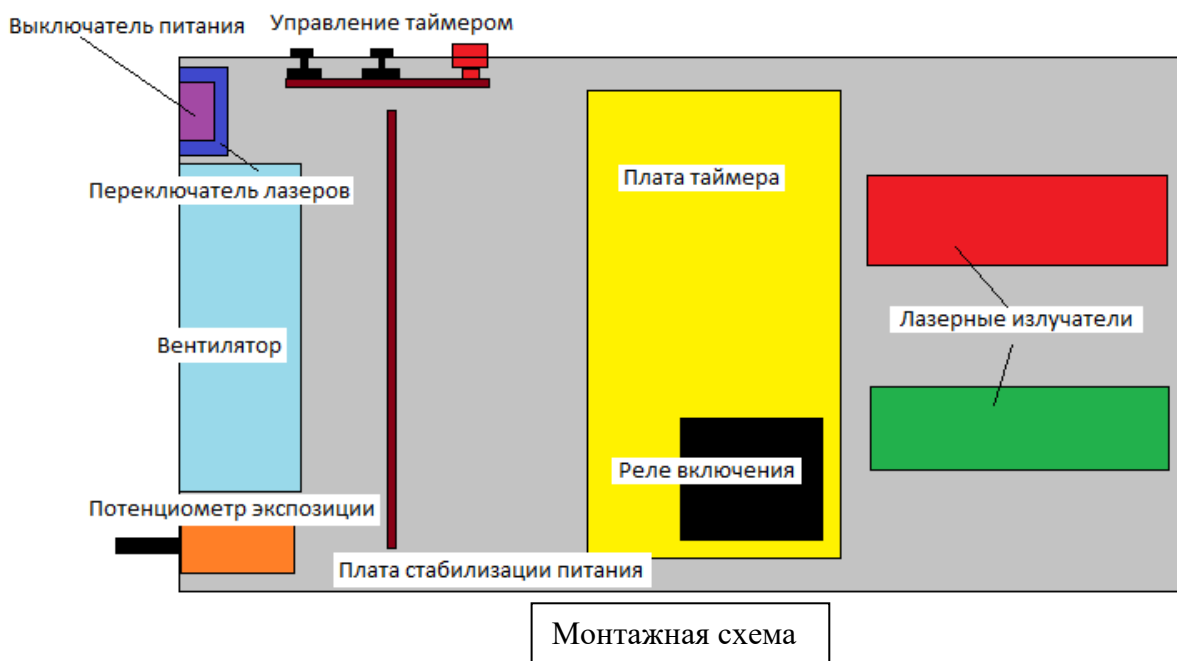 Выключатель питания
Управление таймером
Плата таймера
Переключатель лазеров
Лазерные излучатели
Вентилятор
Реле включения
Потенциометр экспозиции
Плата стабилизации питания
Монтажная схема